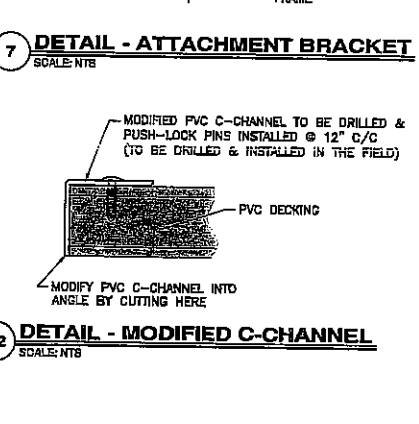 FRAME
7 DETAIL - ATTACHMENT BRACKET
SCALE: NTS
MODIFIED PVC C-CHANNEL TO BE DRILLED &
PUSH-LOCK PINS INSTALLED @ 12" C/C
(TO BE DRILLED & INSTALLED IN THE FIELD)
PVC DECKING
MODIFY PVC C-CHANNEL INTO
ANGLE BY CUTTING HERE
2 DETAIL - MODIFIED C-CHANNEL
SCALE: NTS